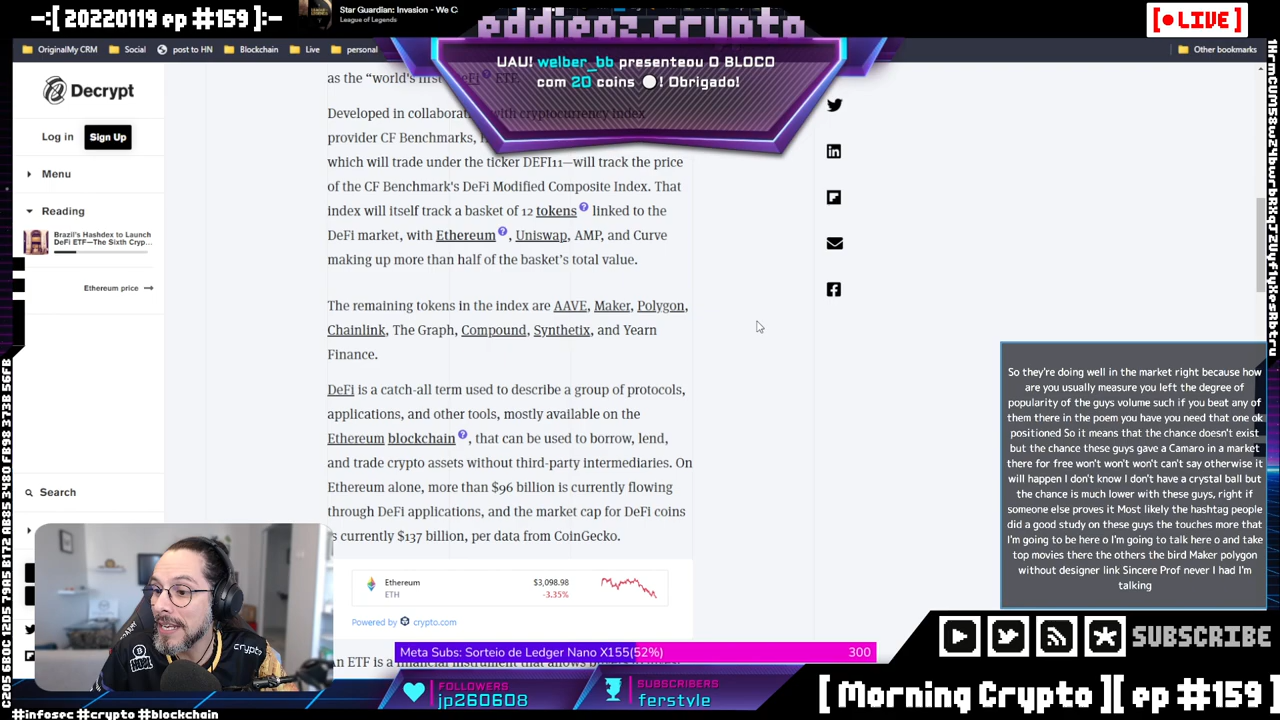 -:[ 20220119 ep #159 ]:-
Star Guardian: Invasion - We C
League of Legends
eddieoz.crypto
[ ● LIVE ]
OriginalMy CRM
Social
post to HN
Blockchain
Live
personal
Other bookmarks
UAU! welber_bb presenteou O BLOCO
com 20 coins ! Obrigado!
Decrypt
Log in
Sign Up
Menu
Reading
Brazil's Hashdex to Launch
DeFi ETF—The Sixth Cryp...
Ethereum price
Search
as the “world's first DeFi ETF
Developed in collaborat with cryptocurrency index
provider CF Benchmarks,
which will trade under the ticker DEFI11—will track the price
of the CF Benchmark's DeFi Modified Composite Index. That
index will itself track a basket of 12 tokens linked to the
DeFi market, with Ethereum, Uniswap, AMP, and Curve
making up more than half of the basket's total value.
The remaining tokens in the index are AAVE, Maker, Polygon,
Chainlink, The Graph, Compound, Synthetix, and Yearn
Finance.
DeFi is a catch-all term used to describe a group of protocols,
applications, and other tools, mostly available on the
Ethereum blockchain, that can be used to borrow, lend,
and trade crypto assets without third-party intermediaries. On
Ethereum alone, more than $96 billion is currently flowing
through DeFi applications, and the market cap for DeFi coins
is currently $137 billion, per data from CoinGecko.
Ethereum
ETH
$3,098.98
-3.35%
Powered by crypto.com
An ETF is a financial instrument that allows
So they're doing well in the market right because how
are you usually measure you left the degree of
popularity of the guys volume such if you beat any of
them there in the poem you have you need that one ok
positioned So it means that the chance doesn't exist
but the chance these guys gave a Camaro in a market
there for free won't won't won't can't say otherwise it
will happen I don't know I don't have a crystal ball but
the chance is much lower with these guys, right if
someone else proves it Most likely the hashtag people
did a good study on these guys the touches more that
I'm going to be here o I'm going to talk here o and take
top movies there the others the bird Maker polygon
without designer link Sincere Prof never I had I'm
talking
crypto
Meta Subs: Sorteio de Ledger Nano X
155(52%)
300
FOLLOWERS
jp260608
SUBSCRIBERS
ferstyle
SUBSCRIBE
[ Morning Crypto ][ ep #159 ]
#infosec #crypto #blockchain